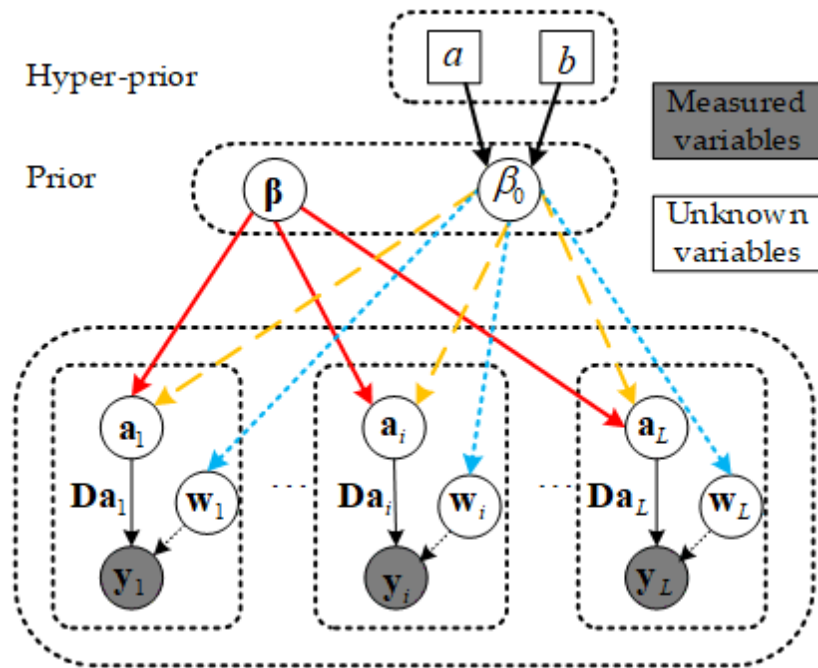 Hyper-prior
a
b
Measured
variables
Prior
β
β0
Unknown
variables
a1
ai
aL
Da1
w1
...
Dai
wi
...
DaL
wL
y1
yi
yL